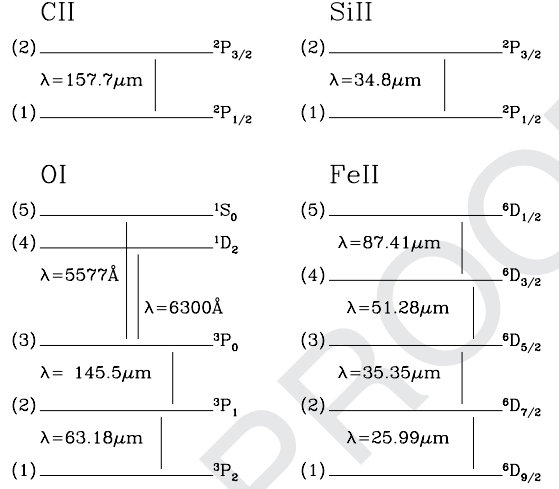 CII
(2) ²P₃/₂
λ=157.7μm
(1) ²P₁/₂
SiII
(2) ²P₃/₂
λ=34.8μm
(1) ²P₁/₂
OI
(5) ¹S₀
(4) ¹D₂
λ=5577Å
λ=6300Å
(3) ³P₀
λ= 145.5μm
(2) ³P₁
λ=63.18μm
(1) ³P₂
FeII
(5) ⁶D₁/₂
λ=87.41μm
(4) ⁶D₃/₂
λ=51.28μm
(3) ⁶D₅/₂
λ=35.35μm
(2) ⁶D₇/₂
λ=25.99μm
(1) ⁶D₉/₂
PROO